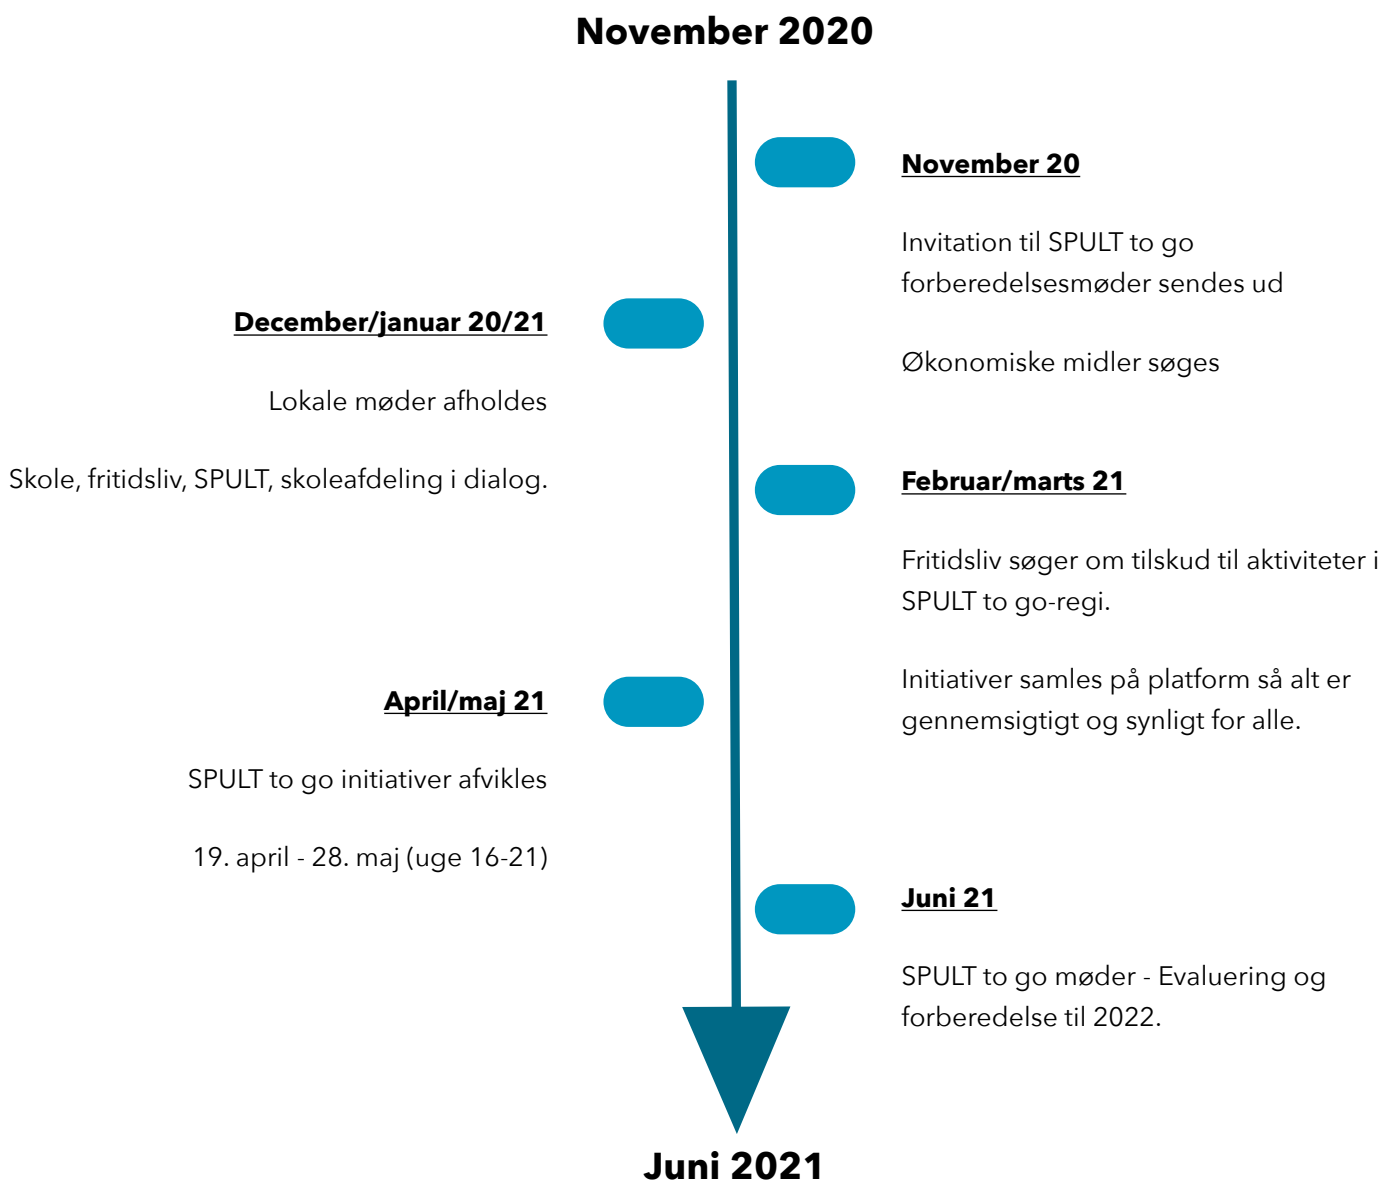 November 2020
November 20
Invitation til SPULT to go
forberedelsesmøder sendes ud
Økonomiske midler søges
December/januar 20/21
Lokale møder afholdes
Skole, fritidsliv, SPULT, skoleafdeling i dialog.
Februar/marts 21
Fritidsliv søger om tilskud til aktiviteter i
SPULT to go-regi.
Initiativer samles på platform så alt er
gennemsigtigt og synligt for alle.
April/maj 21
SPULT to go initiativer afvikles
19. april - 28. maj (uge 16-21)
Juni 21
SPULT to go møder - Evaluering og
forberedelse til 2022.
Juni 2021